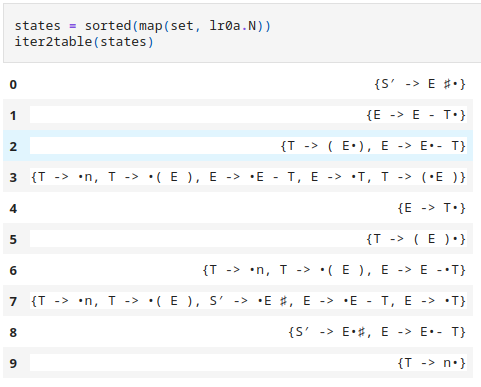 states = sorted(map(set, lr0a.N))
iter2table(states)
0 {S′ -> E ♯•}
1 {E -> E - T•}
2 {T -> ( E•), E -> E•- T}
3 {T -> •n, T -> •( E ), E -> •E - T, E -> •T, T -> (•E )}
4 {E -> T•}
5 {T -> ( E )•}
6 {T -> •n, T -> •( E ), E -> E -•T}
7 {T -> •n, T -> •( E ), S′ -> •E ♯, E -> •E - T, E -> •T}
8 {S′ -> E•♯, E -> E•- T}
9 {T -> n•}